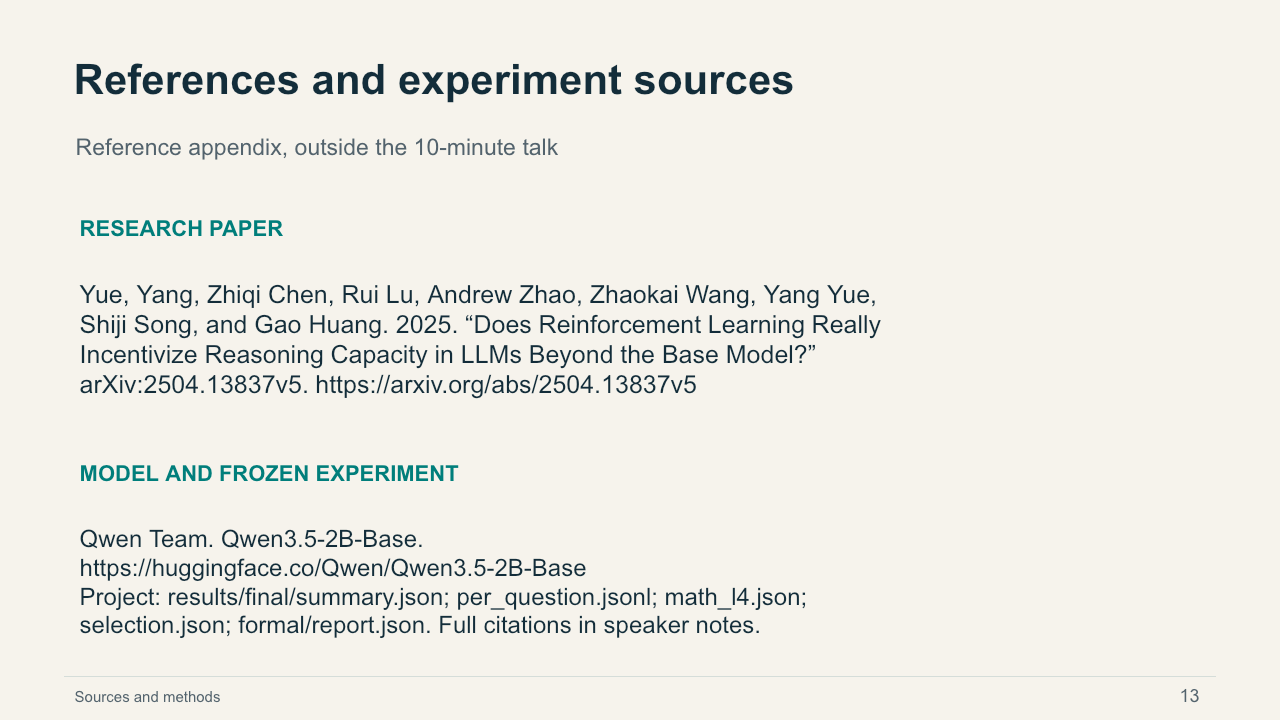 References and experiment sources
Reference appendix, outside the 10-minute talk
RESEARCH PAPER
Yue, Yang, Zhiqi Chen, Rui Lu, Andrew Zhao, Zhaokai Wang, Yang Yue,
Shiji Song, and Gao Huang. 2025. “Does Reinforcement Learning Really
Incentivize Reasoning Capacity in LLMs Beyond the Base Model?”
arXiv:2504.13837v5. https://arxiv.org/abs/2504.13837v5
MODEL AND FROZEN EXPERIMENT
Qwen Team. Qwen3.5-2B-Base.
https://huggingface.co/Qwen/Qwen3.5-2B-Base
Project: results/final/summary.json; per_question.jsonl; math_l4.json;
selection.json; formal/report.json. Full citations in speaker notes.
Sources and methods
13